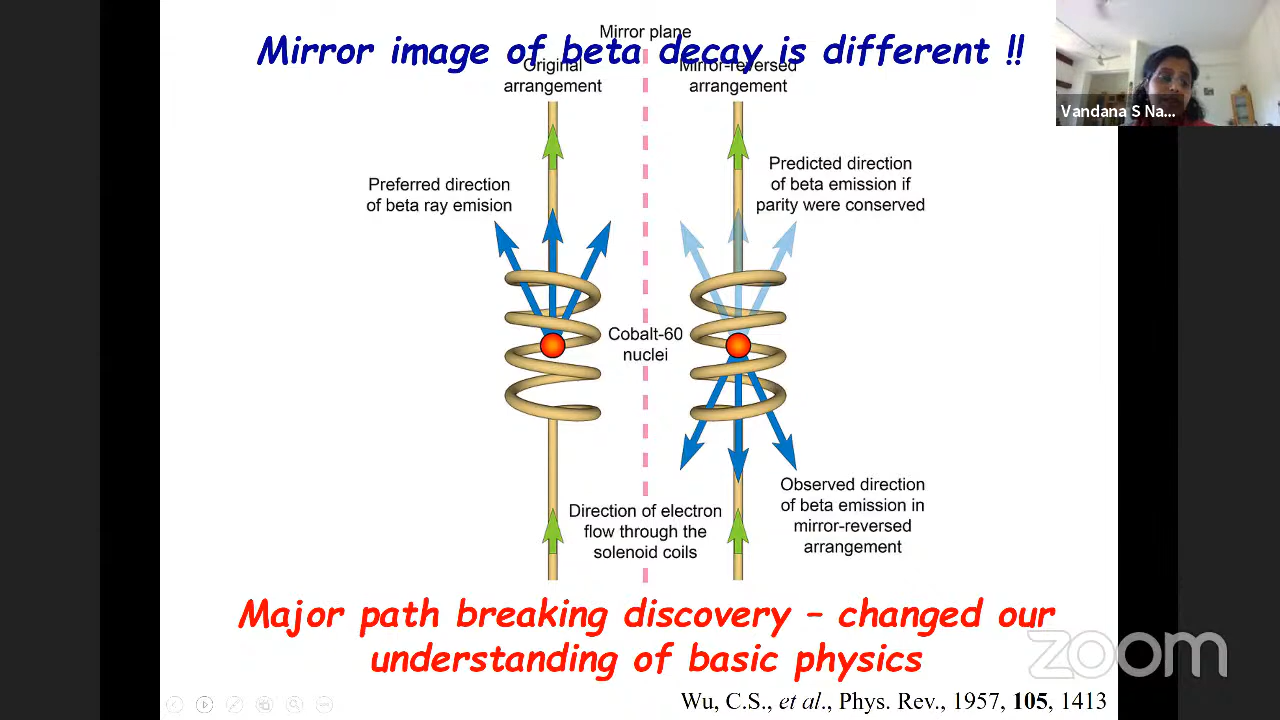 Mirror plane
Mirror image of beta decay is different !!
Original
arrangement
Mirror-reversed
arrangement
Vandana S Na...
Preferred direction
of beta ray emision
Predicted direction
of beta emission if
parity were conserved
Cobalt-60
nuclei
Direction of electron
flow through the
solenoid coils
Observed direction
of beta emission in
mirror-reversed
arrangement
Major path breaking discovery – changed our
understanding of basic physics
zoom
Wu, C.S., et al., Phys. Rev., 1957, 105, 1413